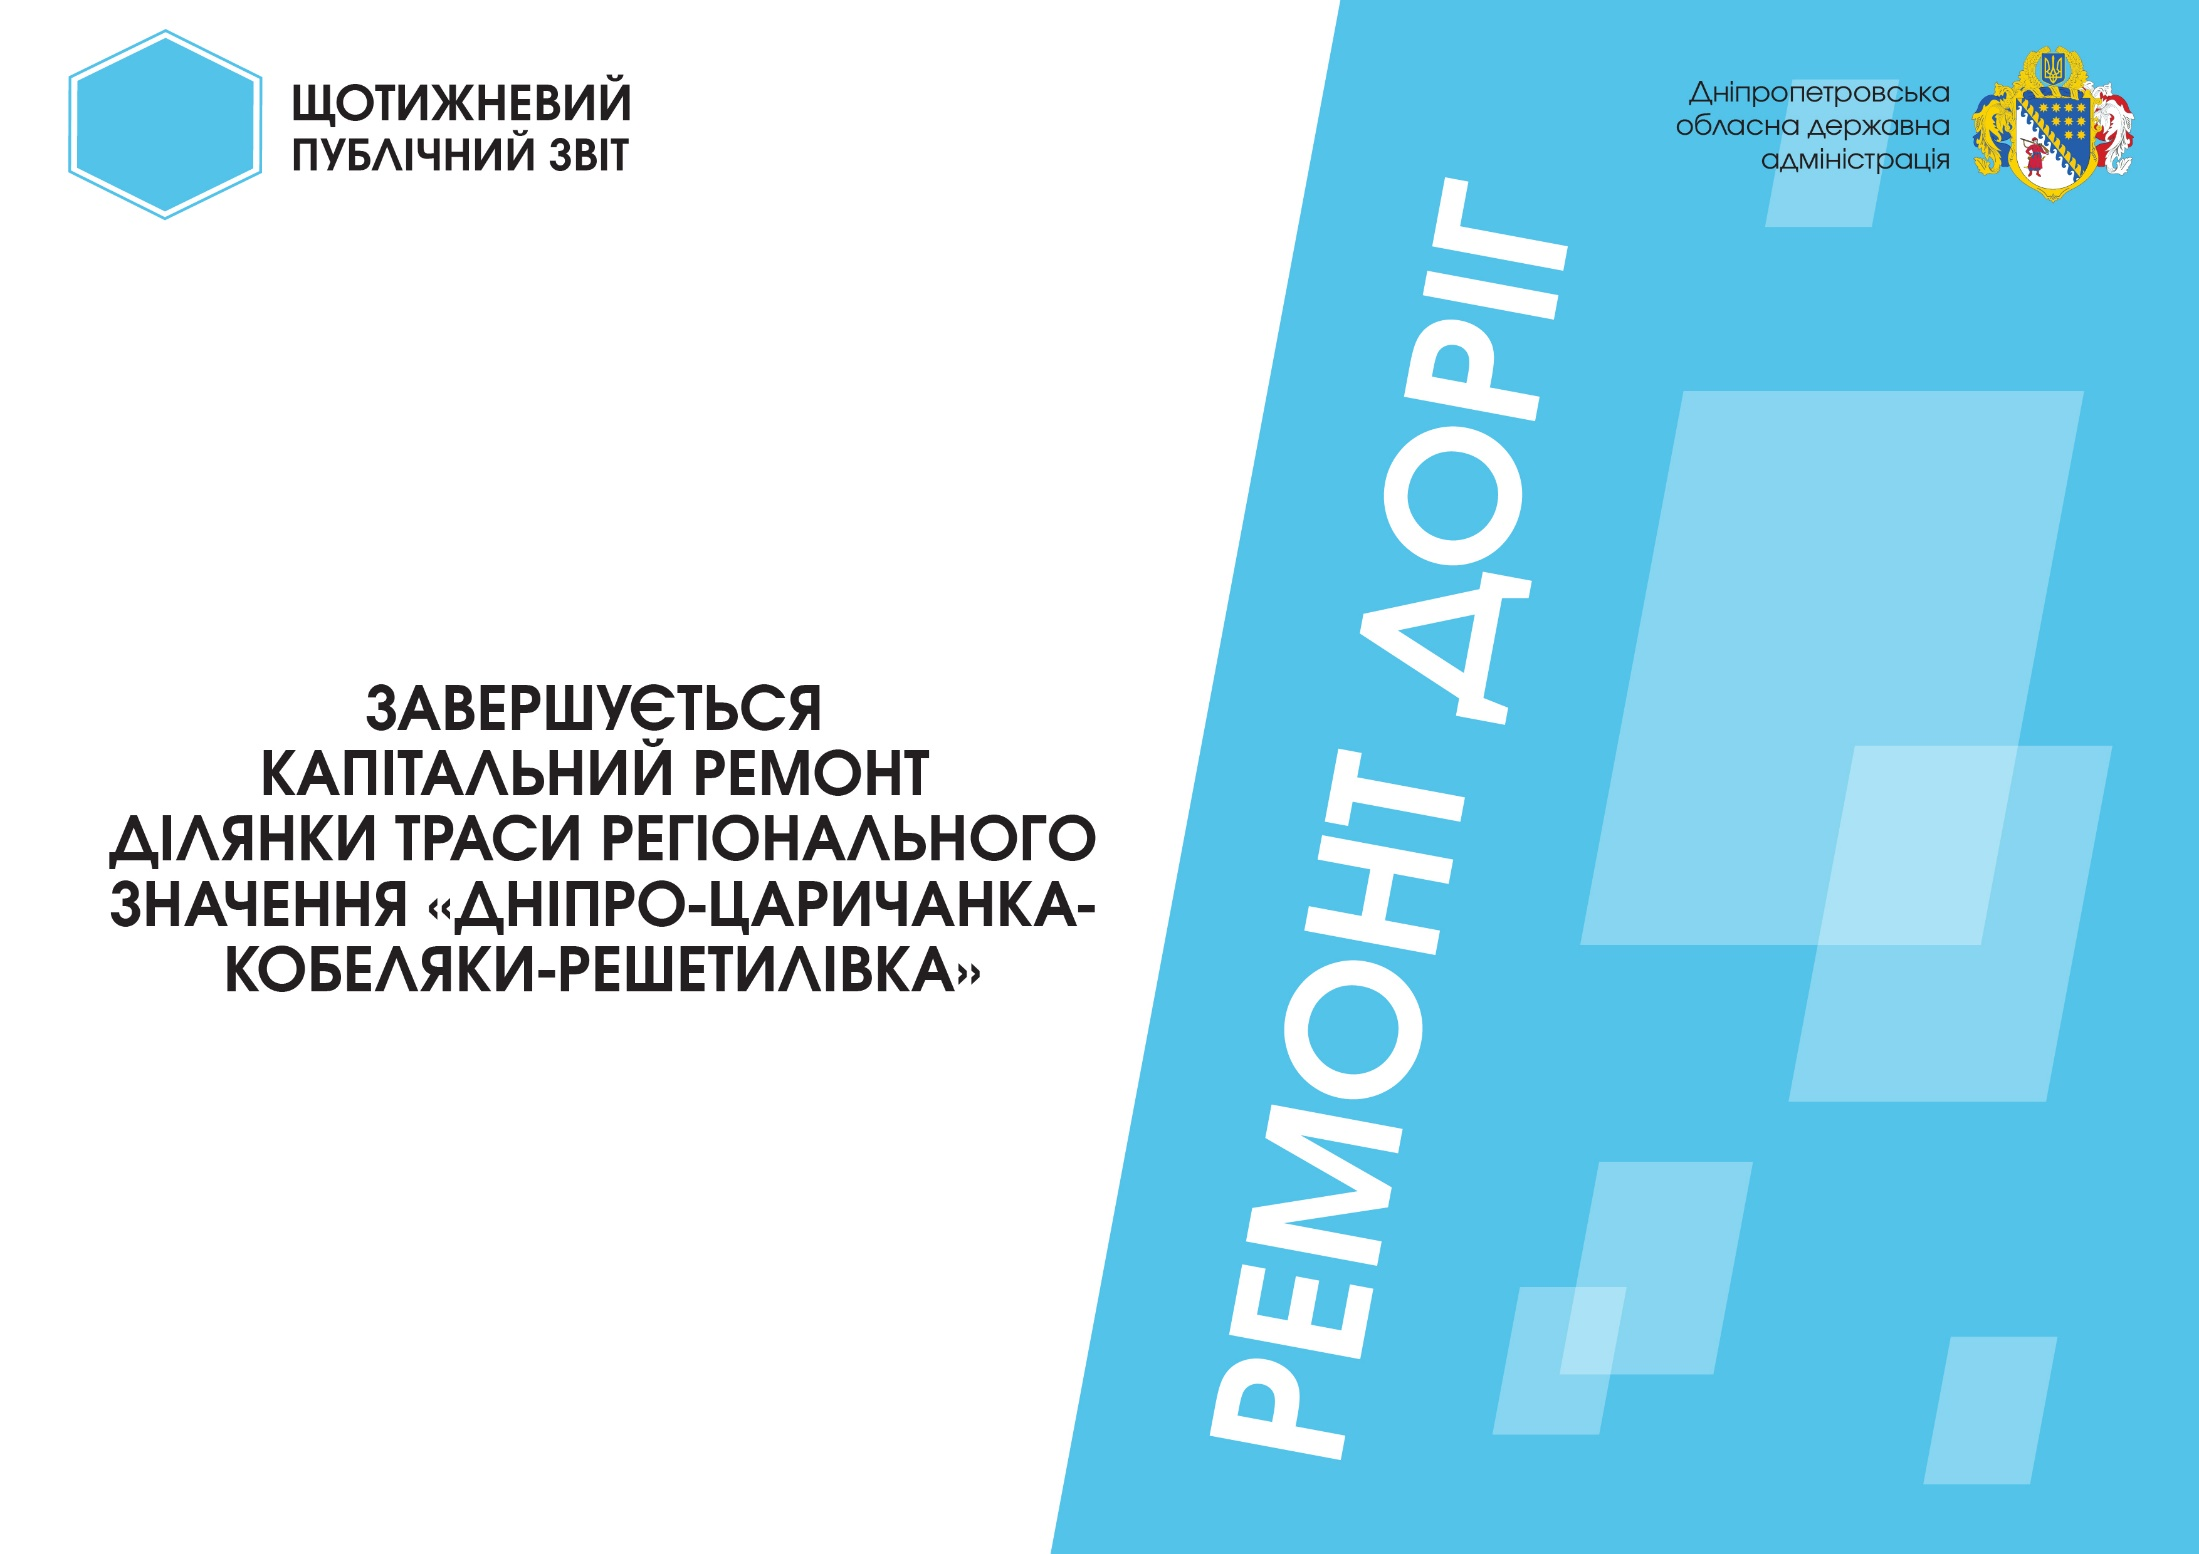 ЩОТИЖНЕВИЙ
ПУБЛІЧНИЙ ЗВІТ
Дніпропетровська
обласна державна
адміністрація
РЕМОНТ ДОРІГ
ЗАВЕРШУЄТЬСЯ
КАПІТАЛЬНИЙ РЕМОНТ
ДІЛЯНКИ ТРАСИ РЕГІОНАЛЬНОГО
ЗНАЧЕННЯ «ДНІПРО-ЦАРИЧАНКА-
КОБЕЛЯКИ-РЕШЕТИЛІВКА»